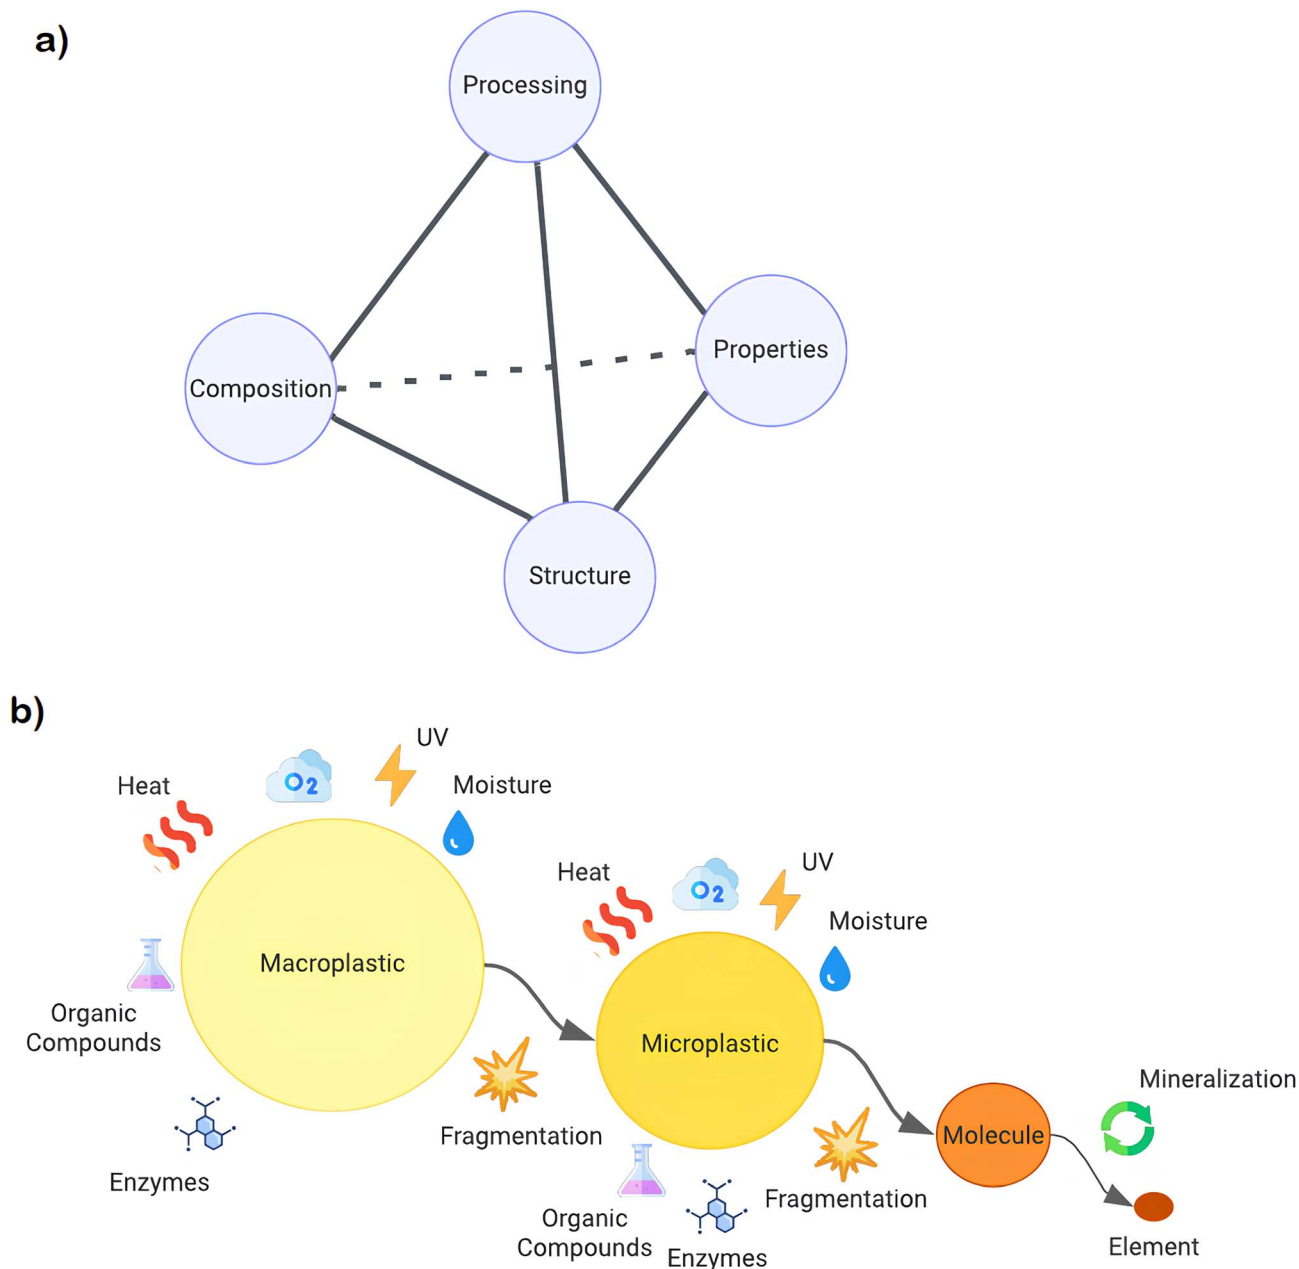 a)
Processing
Properties
Composition
Structure
b)
UV
Heat
O2
Moisture
Macroplastic
Organic
Compounds
Enzymes
Fragmentation
UV
Heat
O2
Moisture
Microplastic
Fragmentation
Organic
Compounds
Enzymes
Molecule
Mineralization
Element